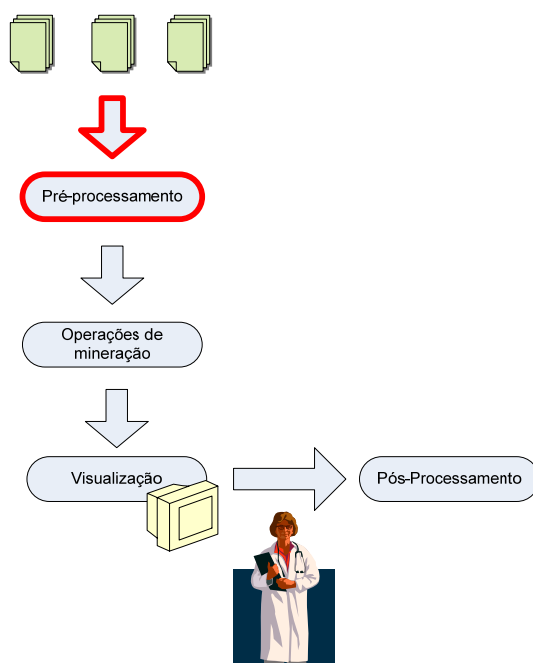 Pré-processamento
Operações de
mineração
Visualização
Pós-Processamento